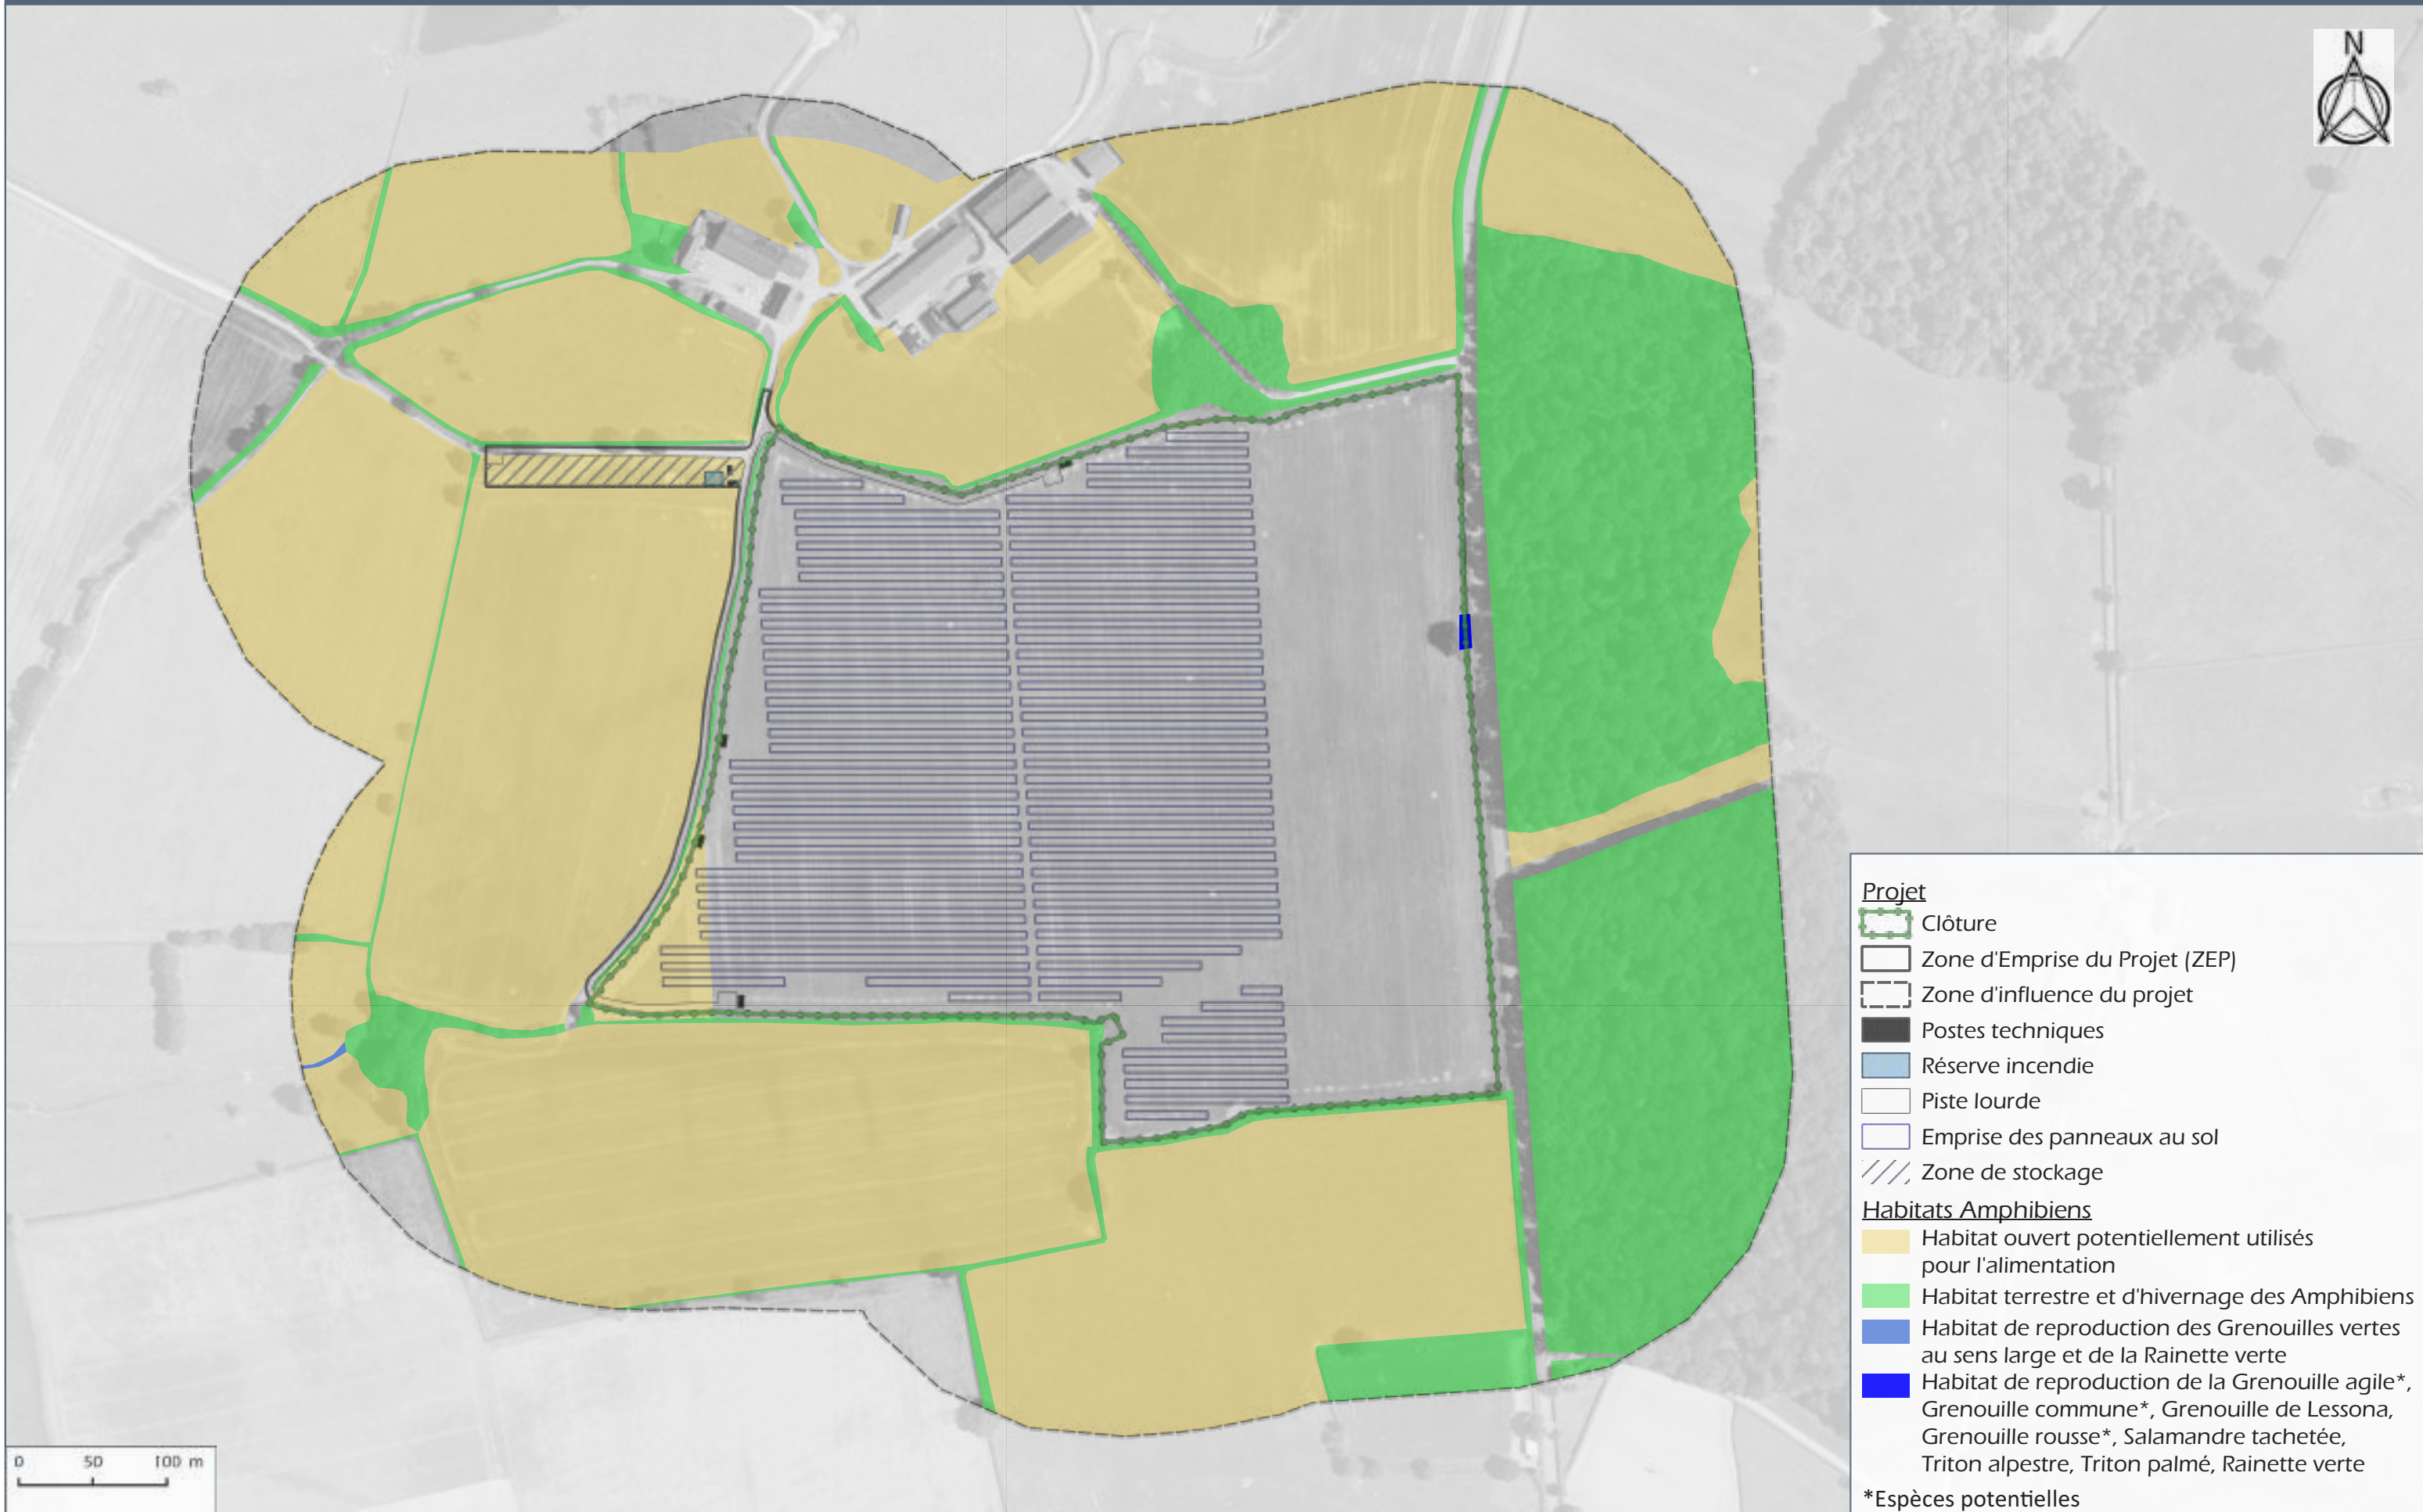 N
Projet
Clôture
Zone d'Emprise du Projet (ZEP)
Zone d'influence du projet
Postes techniques
Réserve incendie
Piste lourde
Emprise des panneaux au sol
Zone de stockage
Habitats Amphibiens
Habitat ouvert potentiellement utilisés
pour l'alimentation
Habitat terrestre et d'hivernage des Amphibiens
Habitat de reproduction des Grenouilles vertes
au sens large et de la Rainette verte
Habitat de reproduction de la Grenouille agile*,
Grenouille commune*, Grenouille de Lessona,
Grenouille rousse*, Salamandre tachetée,
Triton alpestre, Triton palmé, Rainette verte
*Espèces potentielles
0 50 100 m